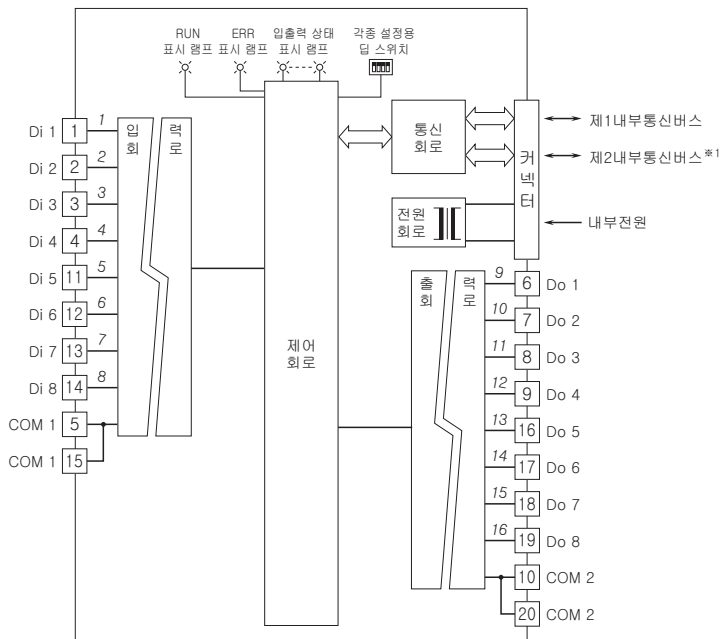 RUN
표시 램프
ERR
표시 램프
입출력 상태
표시 램프
각종 설정용
딥 스위치
Di 1 1 1
Di 2 2 2
Di 3 3 3
Di 4 4 4
Di 5 11 5
Di 6 12 6
Di 7 13 7
Di 8 14 8
COM 1 5
COM 1 15
입 력
회 로
제어
회로
통신
회로
전원
회로
커넥터
제1내부통신버스
제2내부통신버스※1
내부전원
출 력
회 로
9 6 Do 1
10 7 Do 2
11 8 Do 3
12 9 Do 4
13 16 Do 5
14 17 Do 6
15 18 Do 7
16 19 Do 8
10 COM 2
20 COM 2